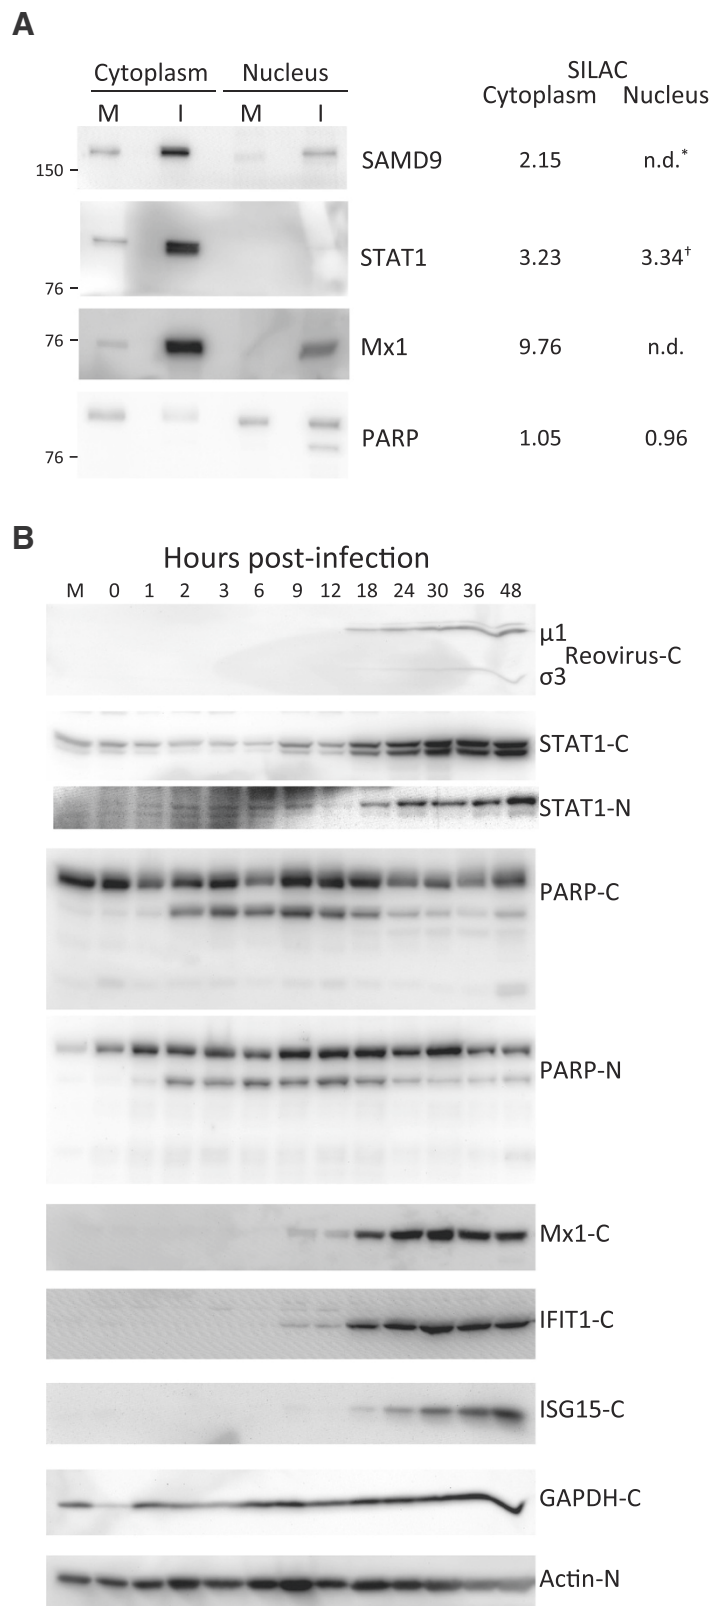 A
Cytoplasm Nucleus SILAC
M I M I Cytoplasm Nucleus
150 SAMD9 2.15 n.d.*
76 STAT1 3.23 3.34†
76 Mx1 9.76 n.d.
76 PARP 1.05 0.96
B
Hours post-infection
M 0 1 2 3 6 9 12 18 24 30 36 48
μ1
Reovirus-C
σ3
STAT1-C
STAT1-N
PARP-C
PARP-N
Mx1-C
IFIT1-C
ISG15-C
GAPDH-C
Actin-N